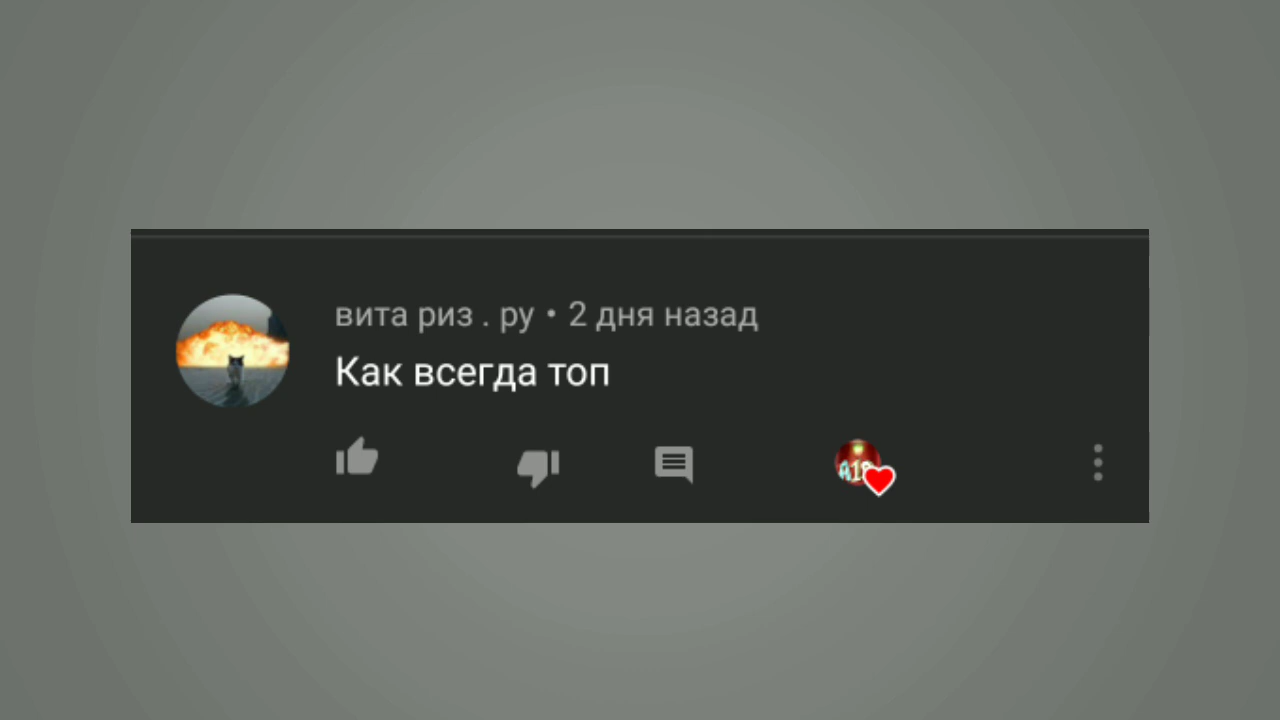 вита риз . ру • 2 дня назад
Как всегда топ